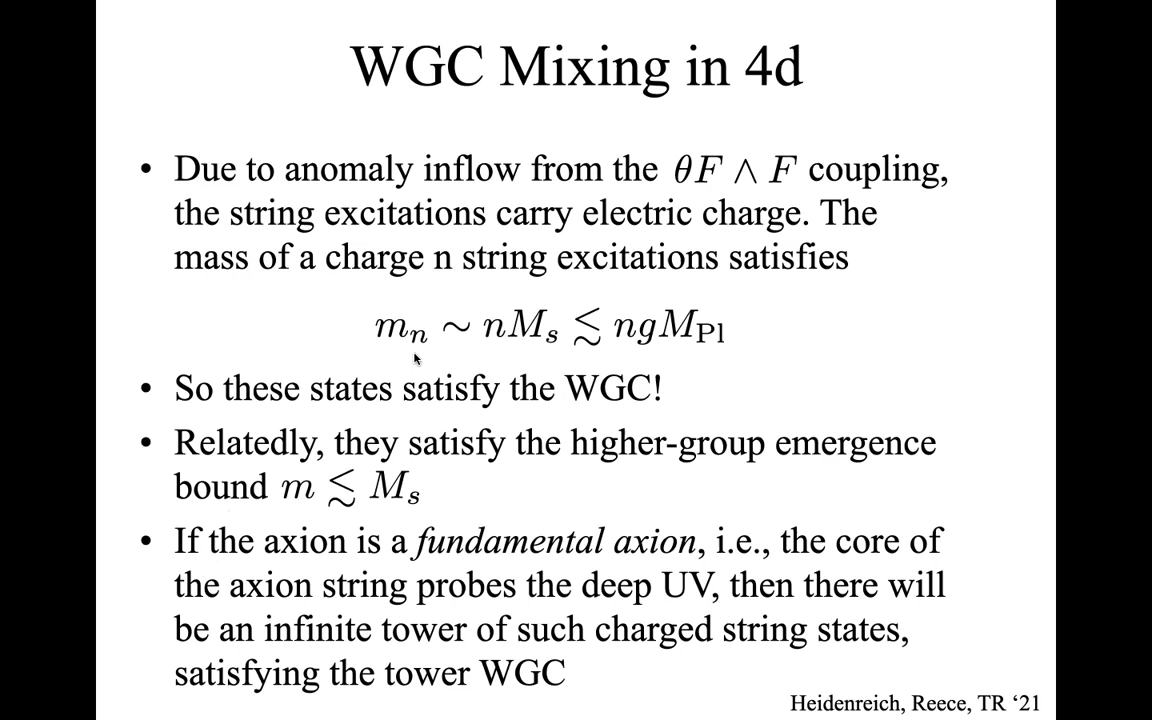 WGC Mixing in 4d
• Due to anomaly inflow from the θF ∧ F coupling,
the string excitations carry electric charge. The
mass of a charge n string excitations satisfies
mₙ ∼ nMₛ ≲ ngM_Pl
• So these states satisfy the WGC!
• Relatedly, they satisfy the higher-group emergence
bound m ≲ Mₛ
• If the axion is a fundamental axion, i.e., the core of
the axion string probes the deep UV, then there will
be an infinite tower of such charged string states,
satisfying the tower WGC
Heidenreich, Reece, TR ‘21